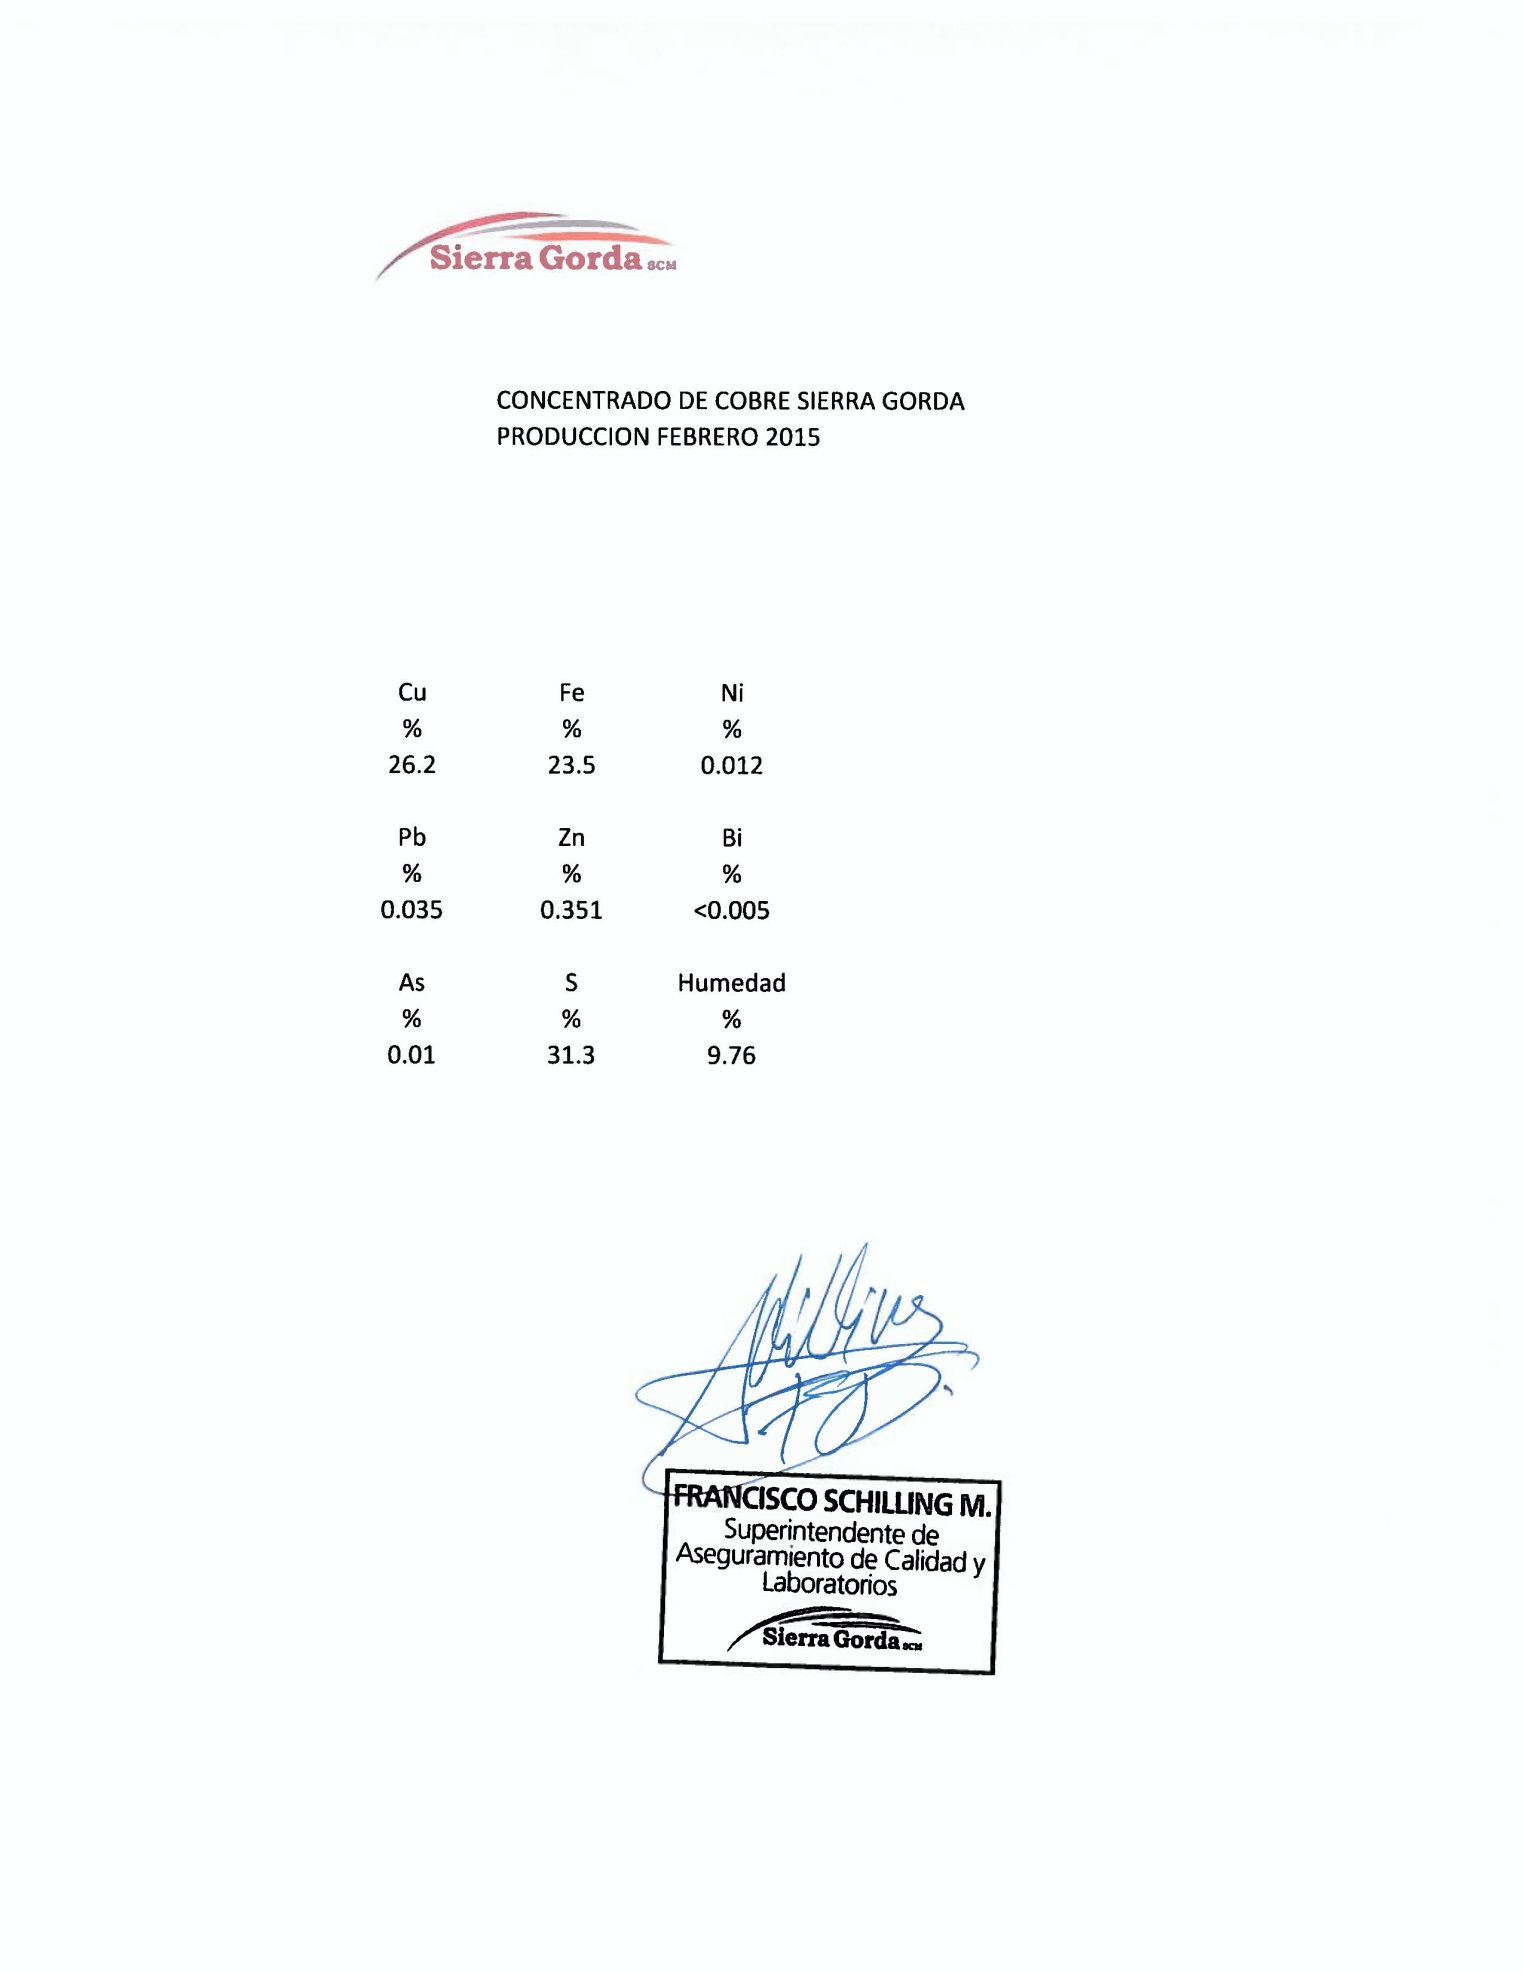 Sierra Gorda SCM
CONCENTRADO DE COBRE SIERRA GORDA
PRODUCCION FEBRERO 2015
Cu Fe Ni
% % %
26.2 23.5 0.012
Pb Zn Bi
% % %
0.035 0.351 <0.005
As S Humedad
% % %
0.01 31.3 9.76
FRANCISCO SCHILLING M.
Superintendente de
Aseguramiento de Calidad y
Laboratorios
Sierra Gorda SCM